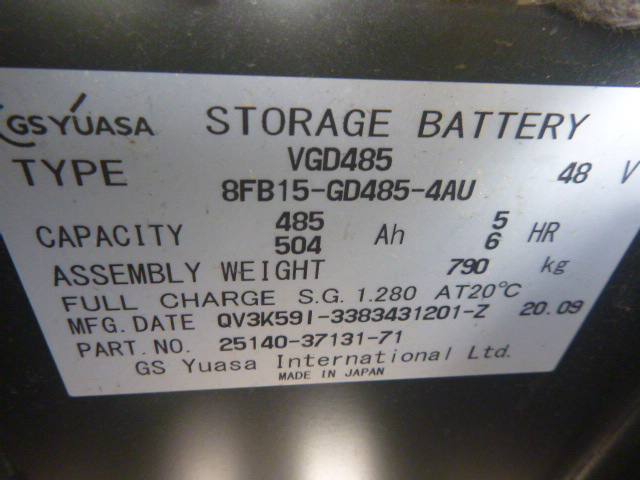 GS YUASA STORAGE BATTERY
TYPE VGD485 48 V
8FB15-GD485-4AU
CAPACITY 485 Ah 5 HR
504 6
ASSEMBLY WEIGHT 790 kg
FULL CHARGE S.G. 1.280 AT20°C
MFG. DATE QV3K59I-3383431201-Z 20.09
PART.NO. 25140-37131-71
GS Yuasa International Ltd.
MADE IN JAPAN